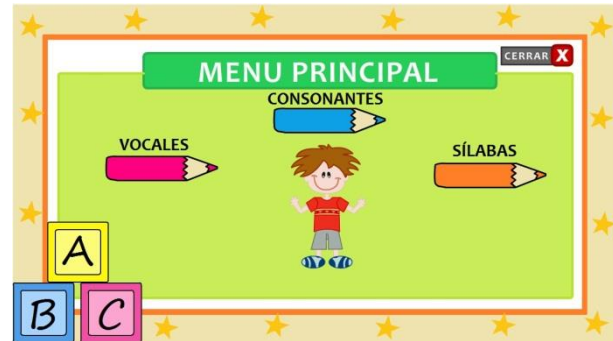 CERRAR X
MENU PRINCIPAL
CONSONANTES
VOCALES
SÍLABAS
A
B C